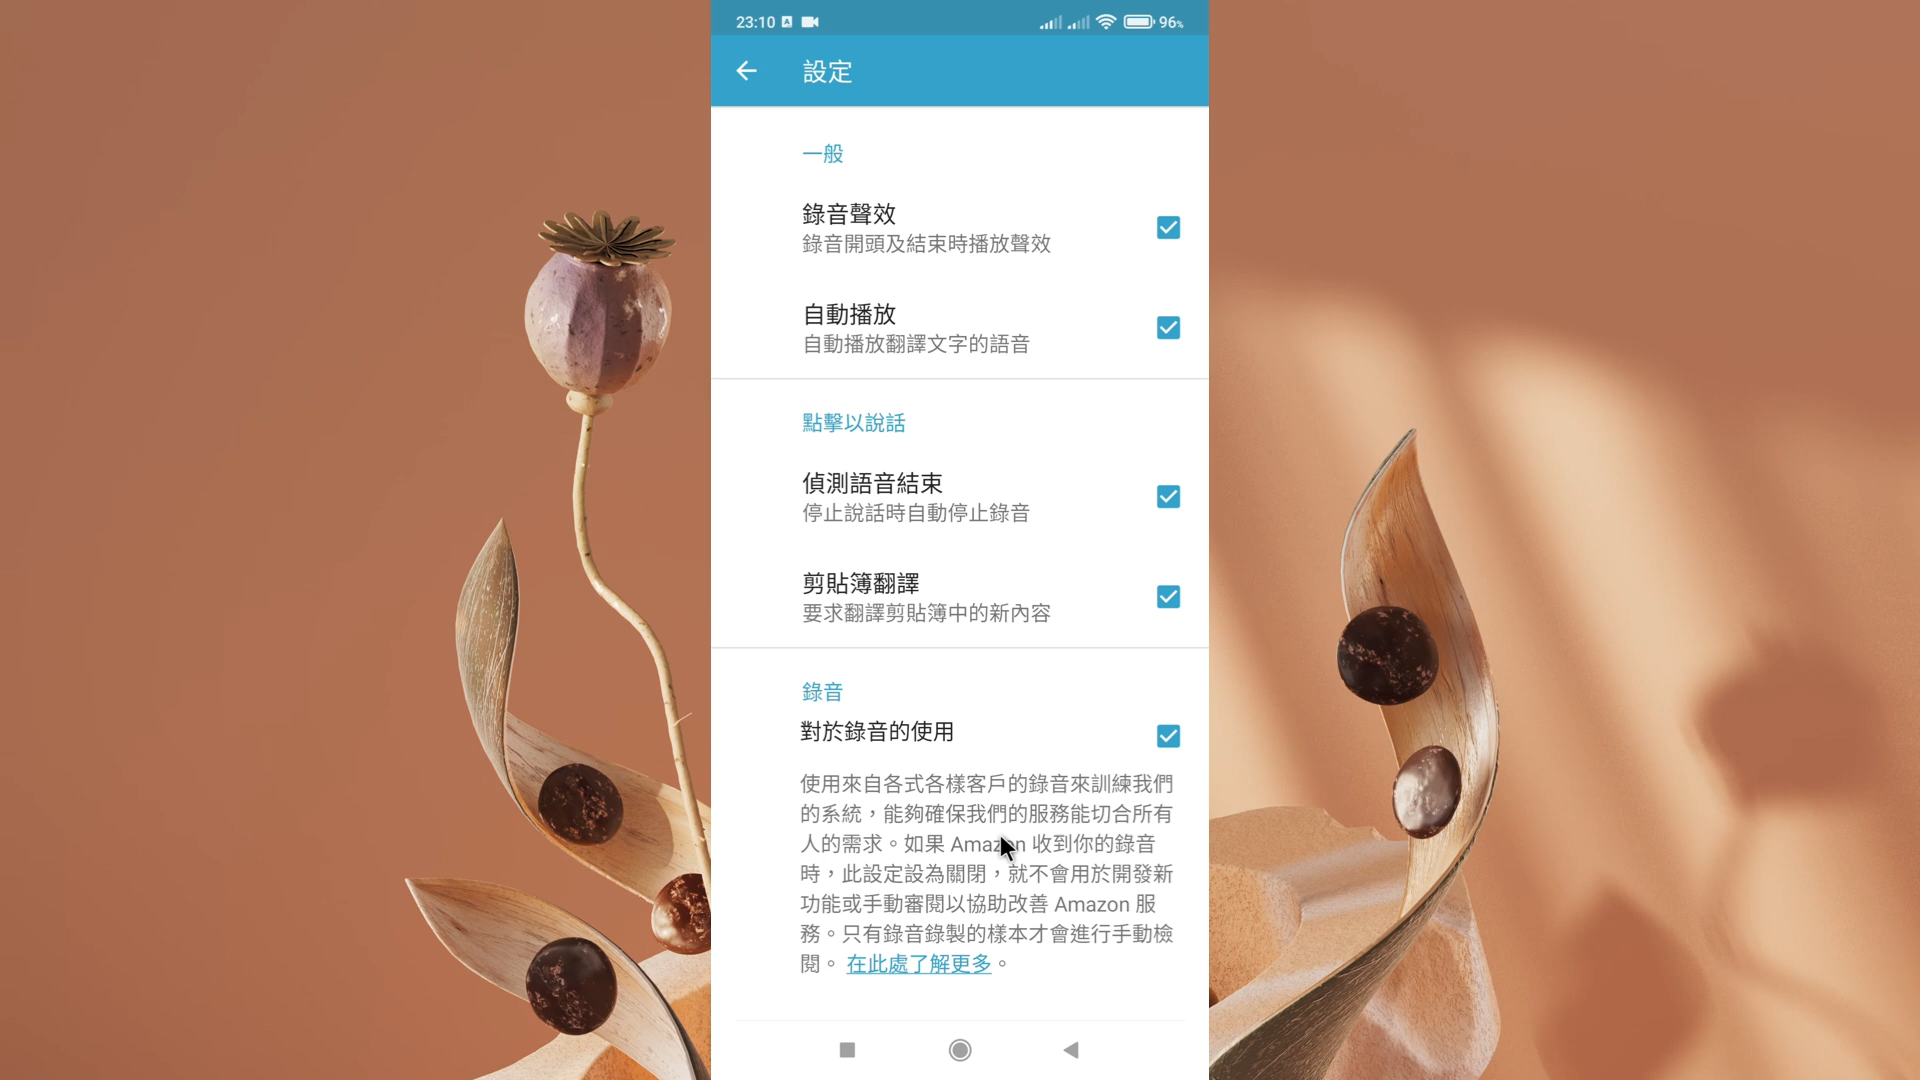 23:10
96%
設定
一般
錄音聲效
錄音開頭及結束時播放聲效
自動播放
自動播放翻譯文字的語音
點擊以說話
偵測語音結束
停止說話時自動停止錄音
剪貼簿翻譯
要求翻譯剪貼簿中的新內容
錄音
對於錄音的使用
使用來自各式各樣客戶的錄音來訓練我們
的系統，能夠確保我們的服務能切合所有
人的需求。如果 Amazon 收到你的錄音
時，此設定設為關閉，就不會用於開發新
功能或手動審閱以協助改善 Amazon 服
務。只有錄音錄製的樣本才會進行手動檢
閱。 在此處了解更多。